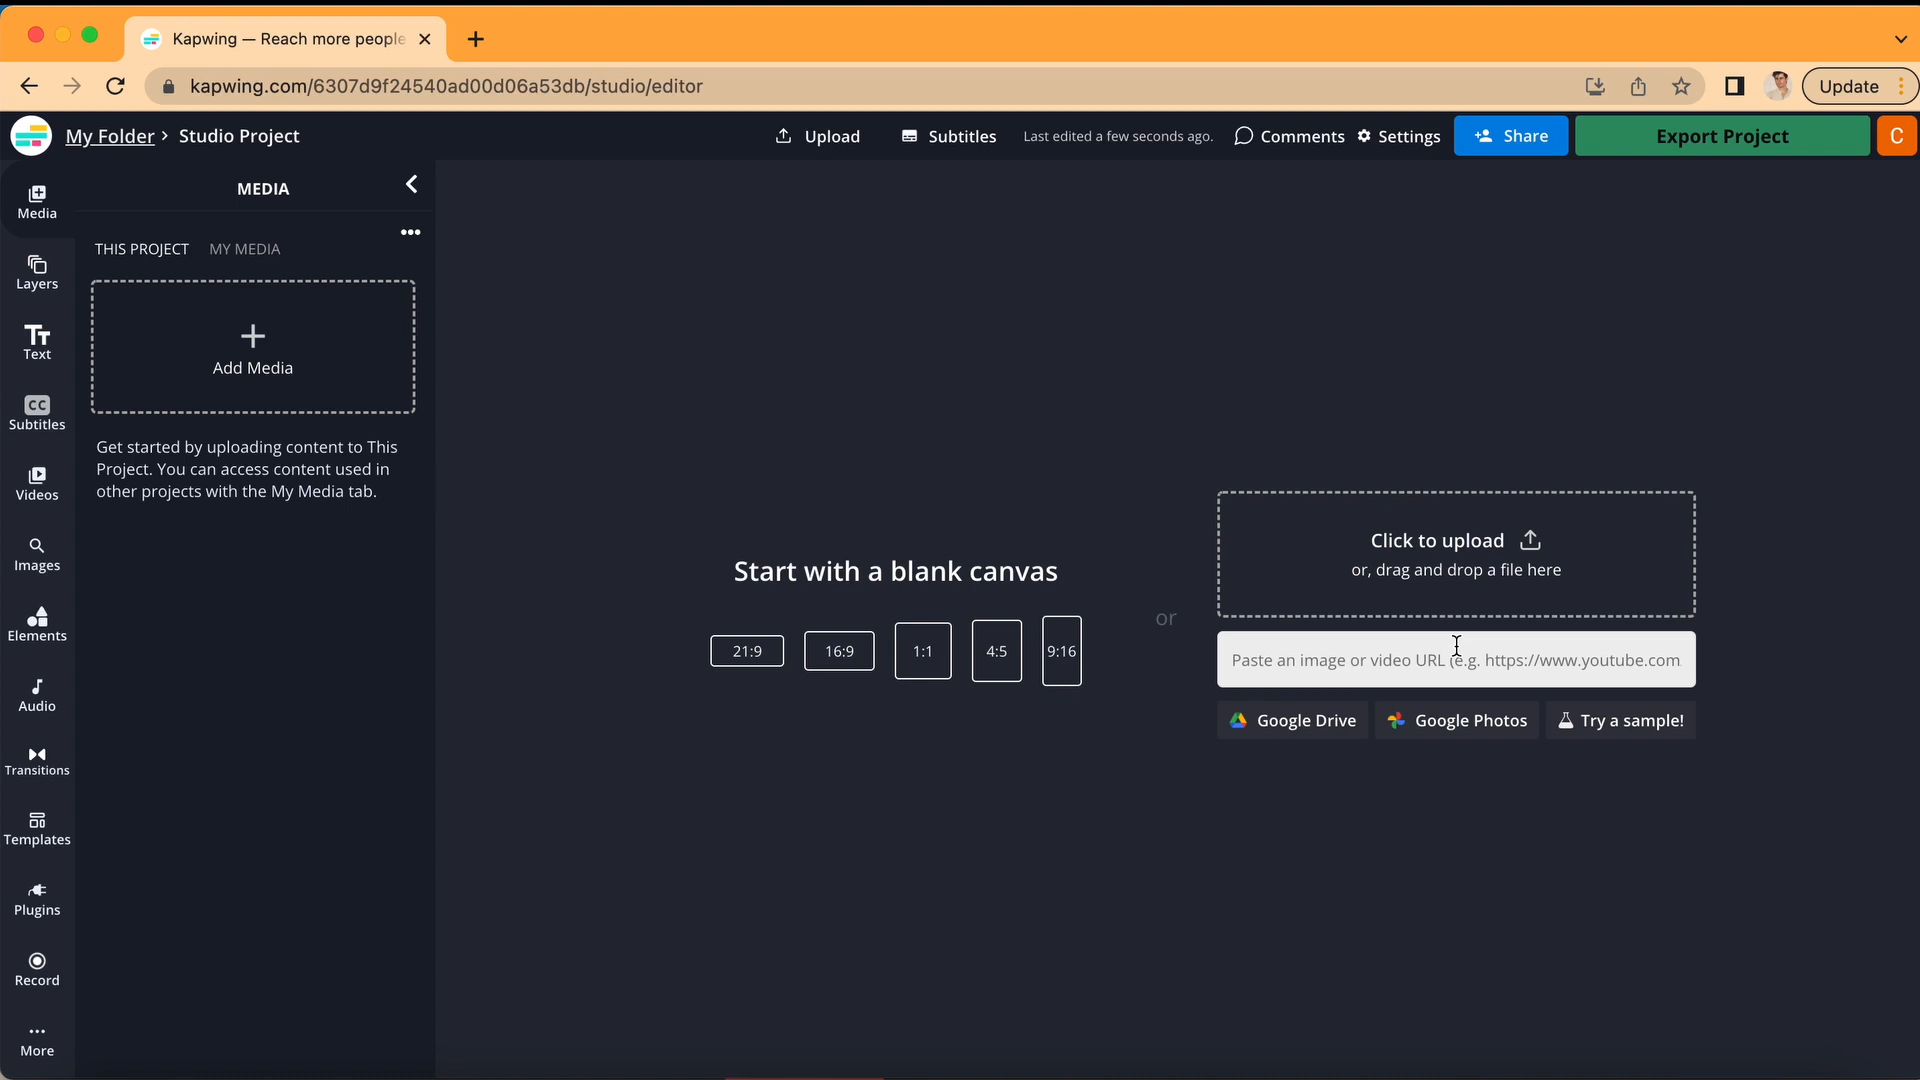 Kapwing — Reach more people
kapwing.com/6307d9f24540ad00d06a53db/studio/editor
Update
My Folder > Studio Project
Upload
Subtitles
Last edited a few seconds ago.
Comments
Settings
Share
Export Project
C
Media
Layers
Text
CC
Subtitles
Videos
Images
Elements
Audio
Transitions
Templates
Plugins
Record
More
MEDIA
THIS PROJECT
MY MEDIA
Add Media
Get started by uploading content to This
Project. You can access content used in
other projects with the My Media tab.
Start with a blank canvas
21:9
16:9
1:1
4:5
9:16
or
Click to upload
or, drag and drop a file here
Paste an image or video URL (e.g. https://www.youtube.com
Google Drive
Google Photos
Try a sample!